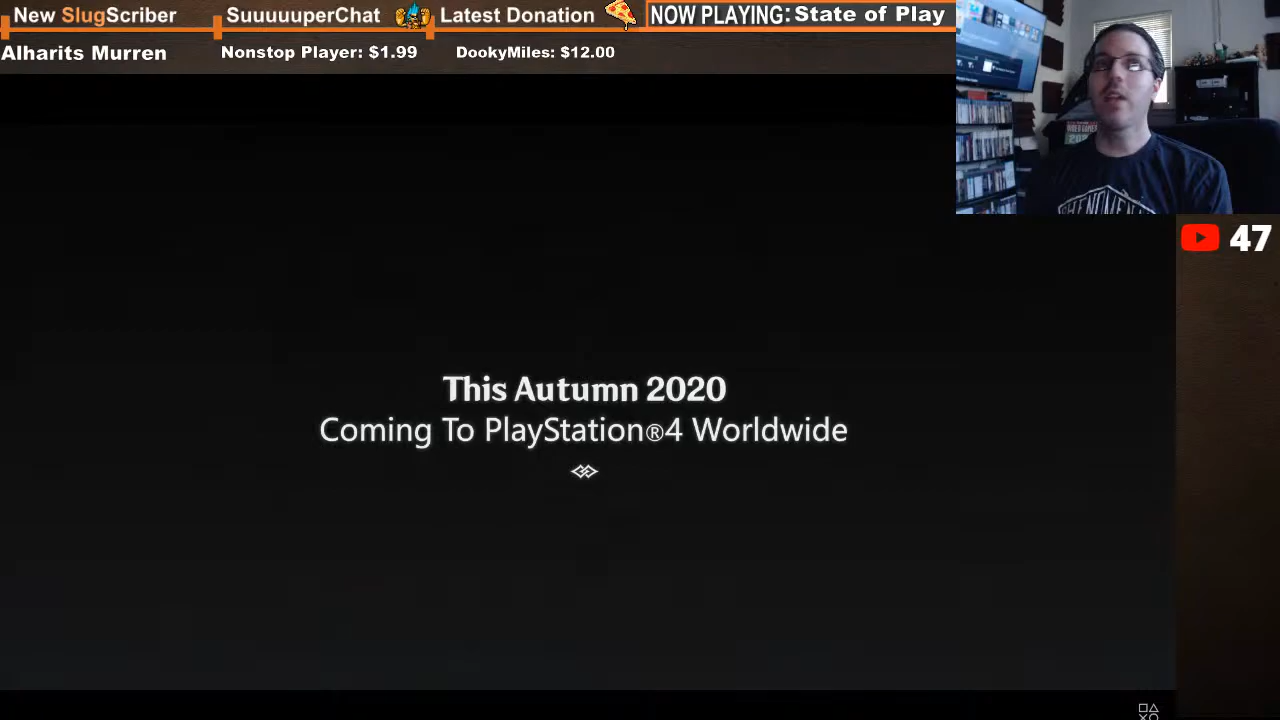 New SlugScriber
SuuuuuperChat
Latest Donation
NOW PLAYING: State of Play
Alharits Murren
Nonstop Player: $1.99
DookyMiles: $12.00
47
This Autumn 2020
Coming To PlayStation®4 Worldwide